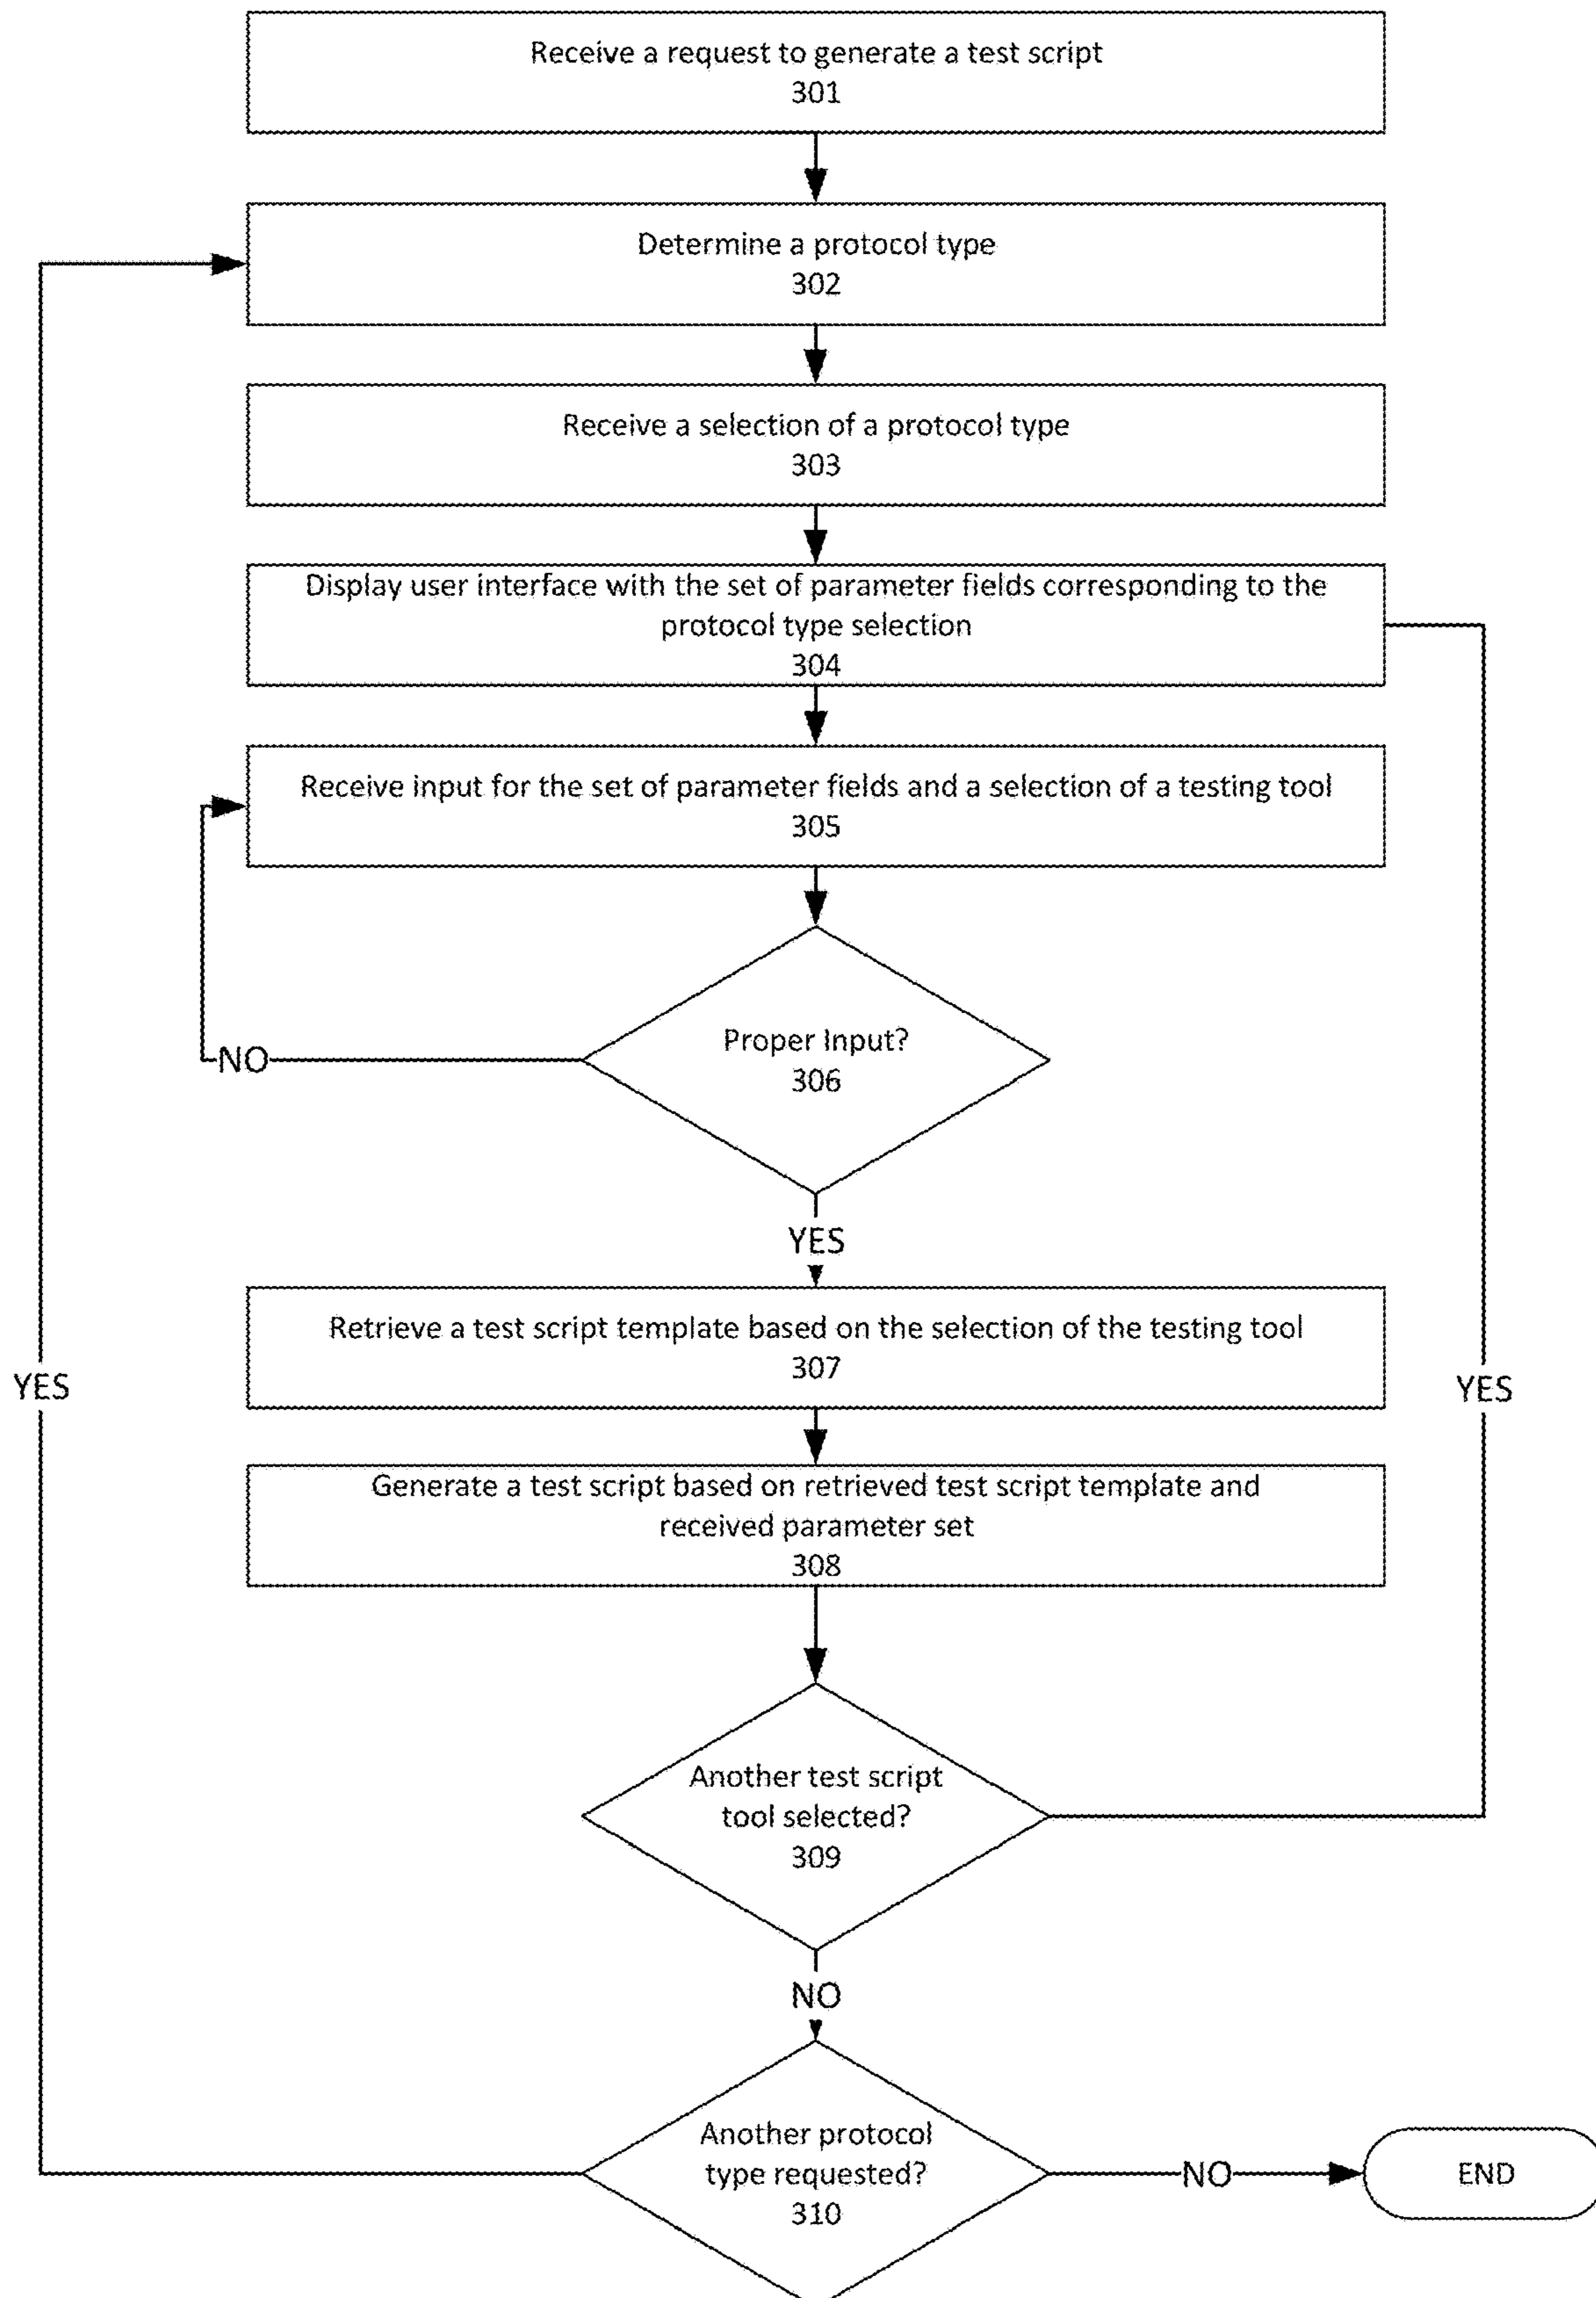 Receive a request to generate a test script
301
Determine a protocol type
302
Receive a selection of a protocol type
303
Display user interface with the set of parameter fields corresponding to the
protocol type selection
304
Receive input for the set of parameter fields and a selection of a testing tool
305
Proper Input?
306
NO
YES
Retrieve a test script template based on the selection of the testing tool
307
YES
YES
Generate a test script based on retrieved test script template and
received parameter set
308
Another test script
tool selected?
309
NO
Another protocol
type requested?
310
NO
END